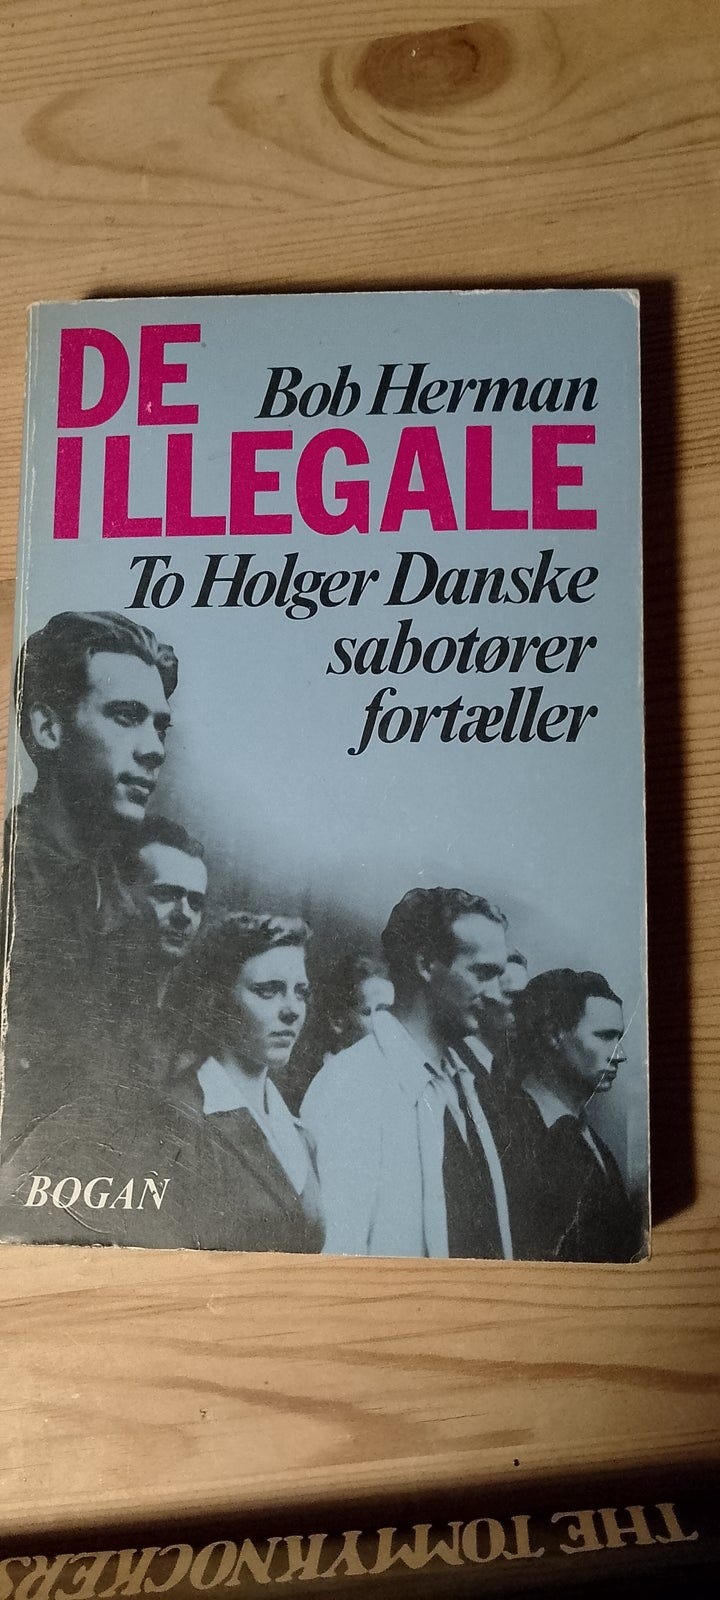 DE
Bob Herman
ILLEGALE
To Holger Danske
sabotører
fortæller
BOGAN
THE TOMMYKNOCKERS